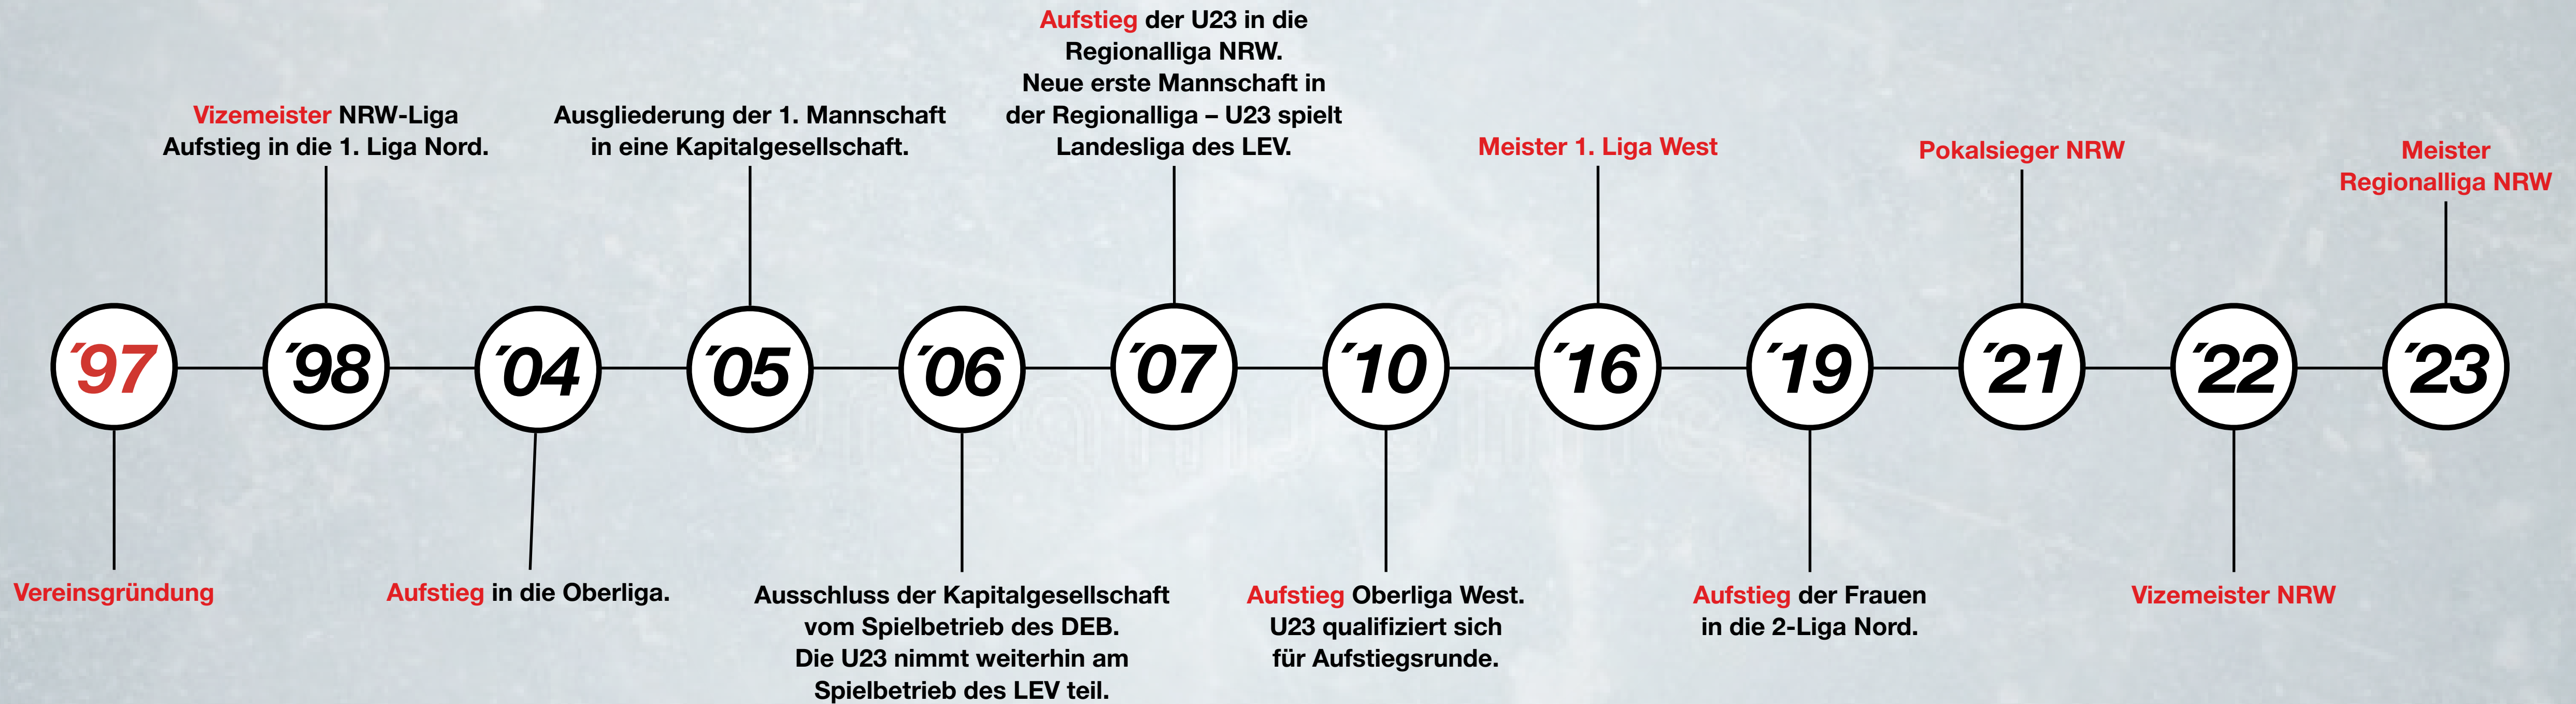 Aufstieg der U23 in die
Regionalliga NRW.
Neue erste Mannschaft in
der Regionalliga – U23 spielt
Landesliga des LEV.
Vizemeister NRW-Liga
Aufstieg in die 1. Liga Nord.
Ausgliederung der 1. Mannschaft
in eine Kapitalgesellschaft.
Meister 1. Liga West
Pokalsieger NRW
Meister
Regionalliga NRW
´97
´98
´04
´05
´06
´07
´10
´16
´19
´21
´22
´23
Vereinsgründung
Aufstieg in die Oberliga.
Ausschluss der Kapitalgesellschaft
vom Spielbetrieb des DEB.
Die U23 nimmt weiterhin am
Spielbetrieb des LEV teil.
Aufstieg Oberliga West.
U23 qualifiziert sich
für Aufstiegsrunde.
Aufstieg der Frauen
in die 2-Liga Nord.
Vizemeister NRW
dreamstime